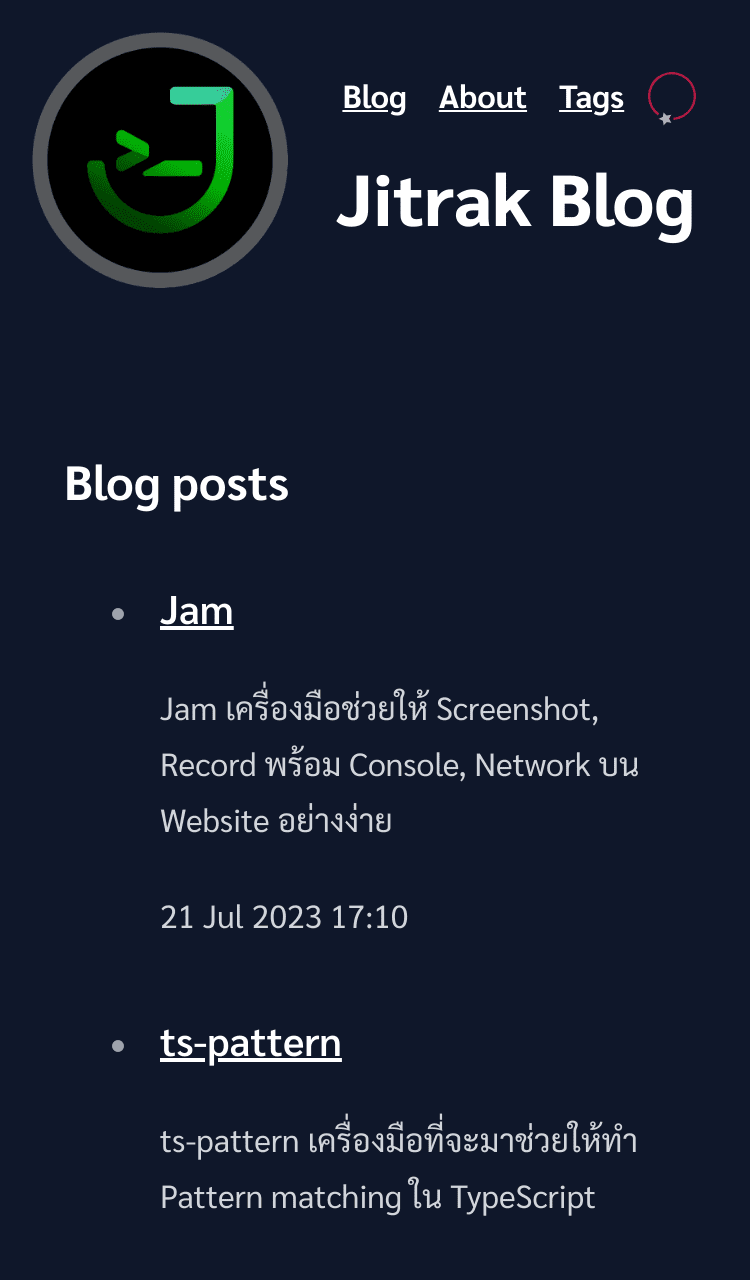 Blog About Tags
Jitrak Blog
Blog posts
Jam
Jam เครื่องมือช่วยให้ Screenshot,
Record พร้อม Console, Network บน
Website อย่างง่าย
21 Jul 2023 17:10
ts-pattern
ts-pattern เครื่องมือที่จะมาช่วยให้ทำ
Pattern matching ใน TypeScript